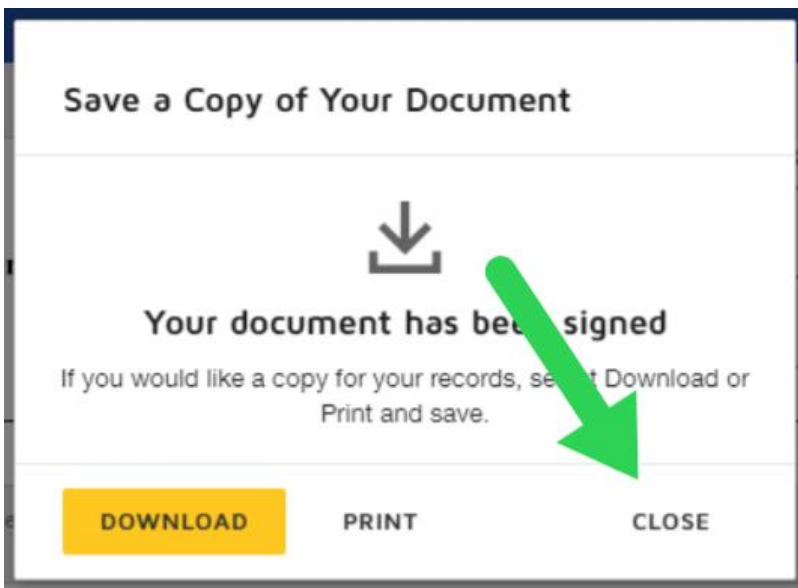 Save a Copy of Your Document
Your document has been signed
If you would like a copy for your records, Download or
Print and save.
DOWNLOAD PRINT CLOSE